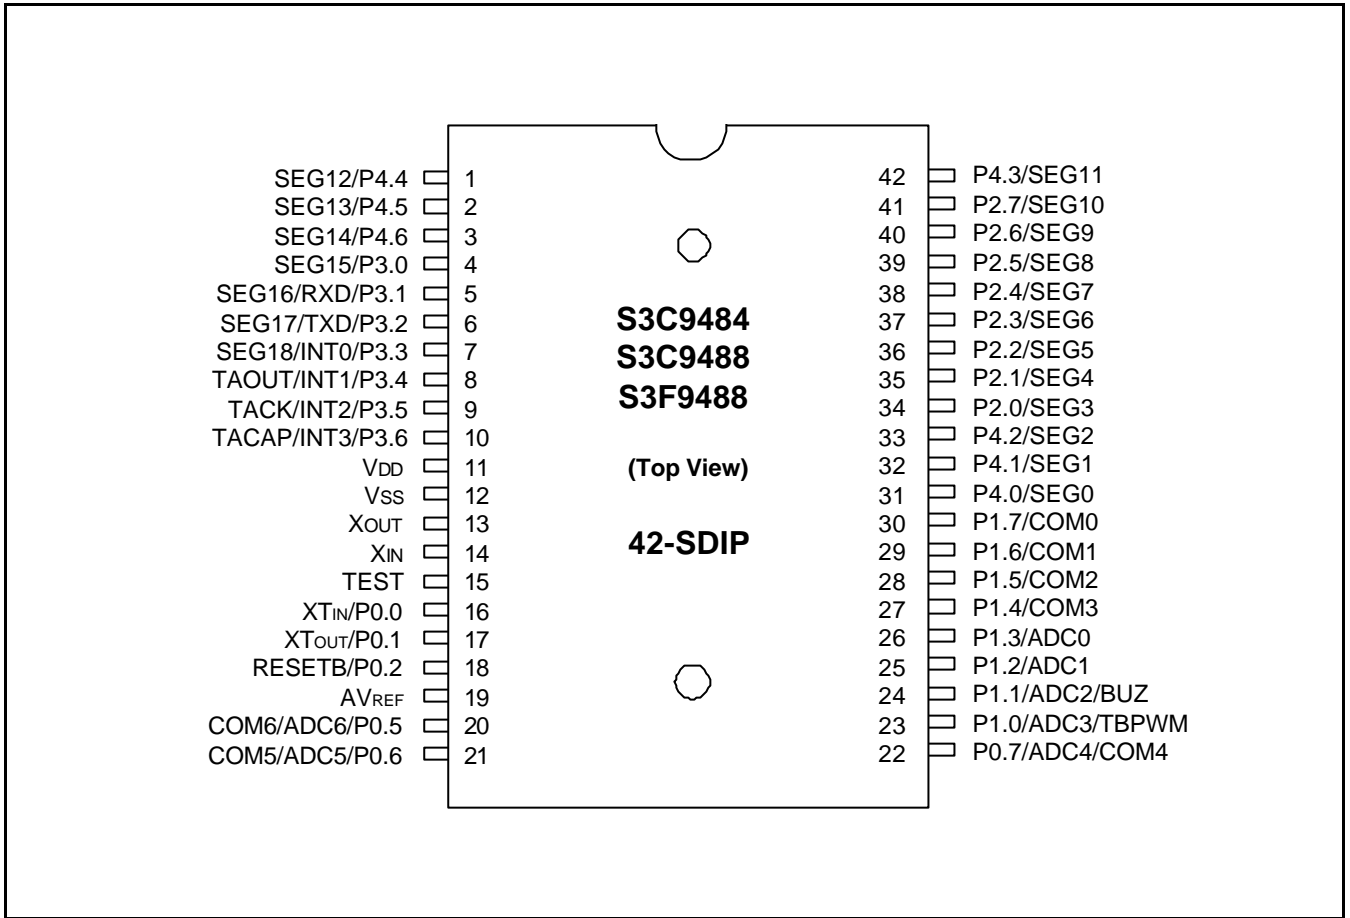 SEG12/P4.4 1 42 P4.3/SEG11
SEG13/P4.5 2 41 P2.7/SEG10
SEG14/P4.6 3 40 P2.6/SEG9
SEG15/P3.0 4 39 P2.5/SEG8
SEG16/RXD/P3.1 5 38 P2.4/SEG7
SEG17/TXD/P3.2 6 S3C9484 37 P2.3/SEG6
SEG18/INT0/P3.3 7 S3C9488 36 P2.2/SEG5
TAOUT/INT1/P3.4 8 S3F9488 35 P2.1/SEG4
TACK/INT2/P3.5 9 34 P2.0/SEG3
TACAP/INT3/P3.6 10 33 P4.2/SEG2
VDD 11 (Top View) 32 P4.1/SEG1
VSS 12 31 P4.0/SEG0
XOUT 13 30 P1.7/COM0
XIN 14 42-SDIP 29 P1.6/COM1
TEST 15 28 P1.5/COM2
XTIN/P0.0 16 27 P1.4/COM3
XTOUT/P0.1 17 26 P1.3/ADC0
RESETB/P0.2 18 25 P1.2/ADC1
AVREF 19 24 P1.1/ADC2/BUZ
COM6/ADC6/P0.5 20 23 P1.0/ADC3/TBPWM
COM5/ADC5/P0.6 21 22 P0.7/ADC4/COM4